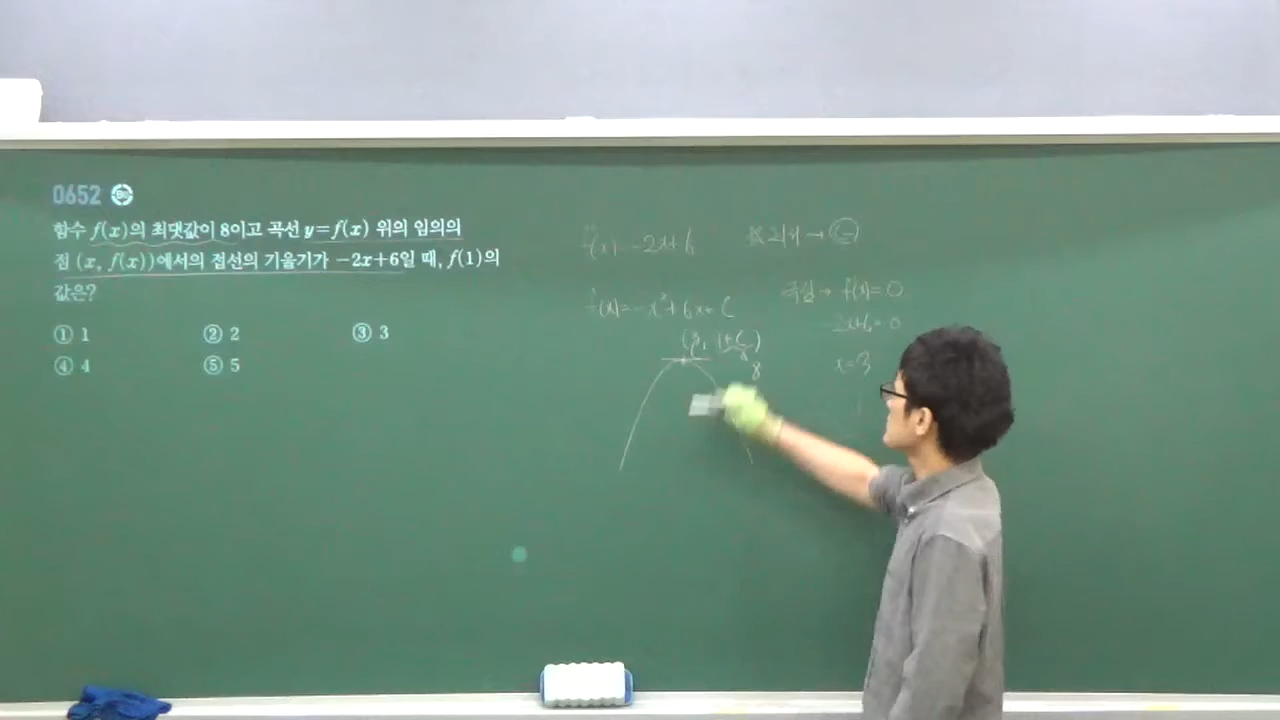 0652
함수 f(x)의 최댓값이 8이고 곡선 y=f(x) 위의 임의의
점 (x, f(x))에서의 접선의 기울기가 −2x+6일 때, f(1)의
값은?
① 1 ② 2 ③ 3
④ 4 ⑤ 5
f'(x)=-2x+6
f(x)=-x²+6x+C
8
f'(x)=0
-2x+6=0
x=3